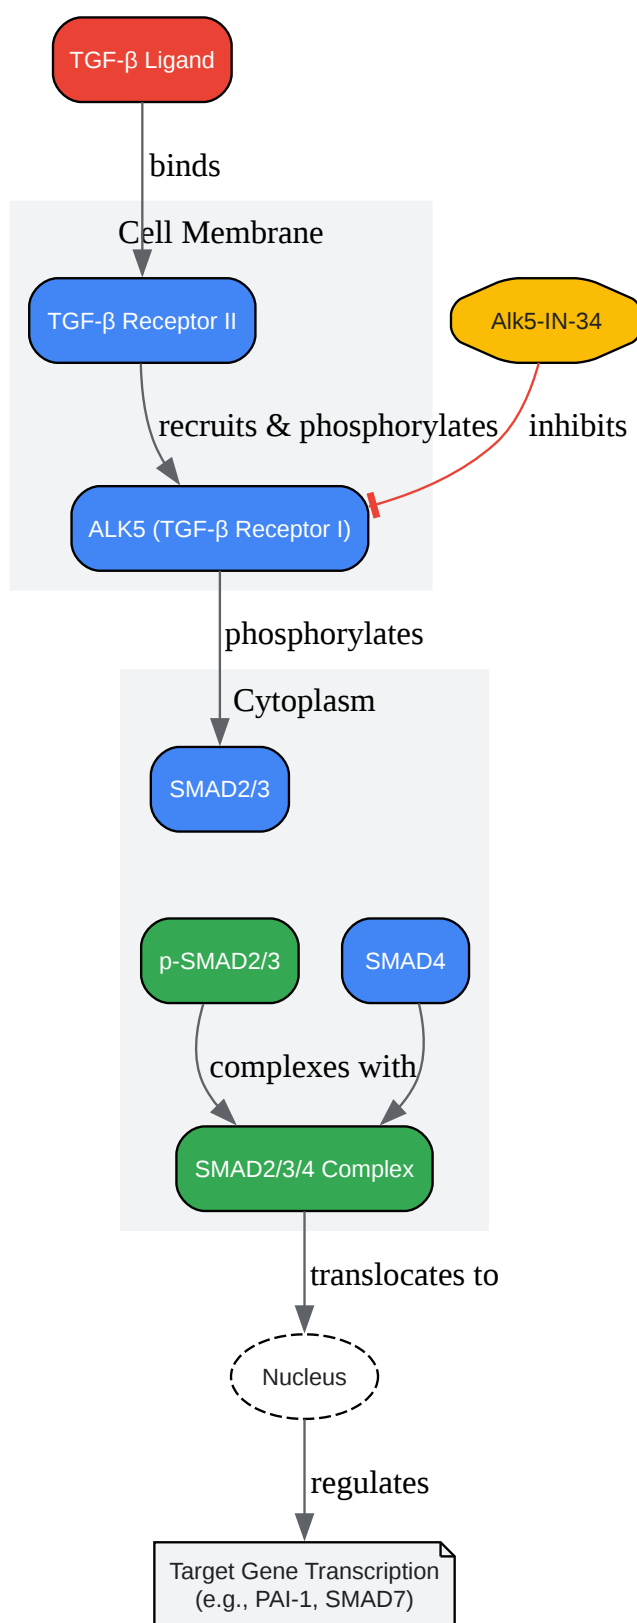 TGF-β Ligand
binds
Cell Membrane
TGF-β Receptor II
Alk5-IN-34
recruits & phosphorylates
inhibits
ALK5 (TGF-β Receptor I)
phosphorylates
Cytoplasm
SMAD2/3
p-SMAD2/3
SMAD4
complexes with
SMAD2/3/4 Complex
translocates to
Nucleus
regulates
Target Gene Transcription
(e.g., PAI-1, SMAD7)